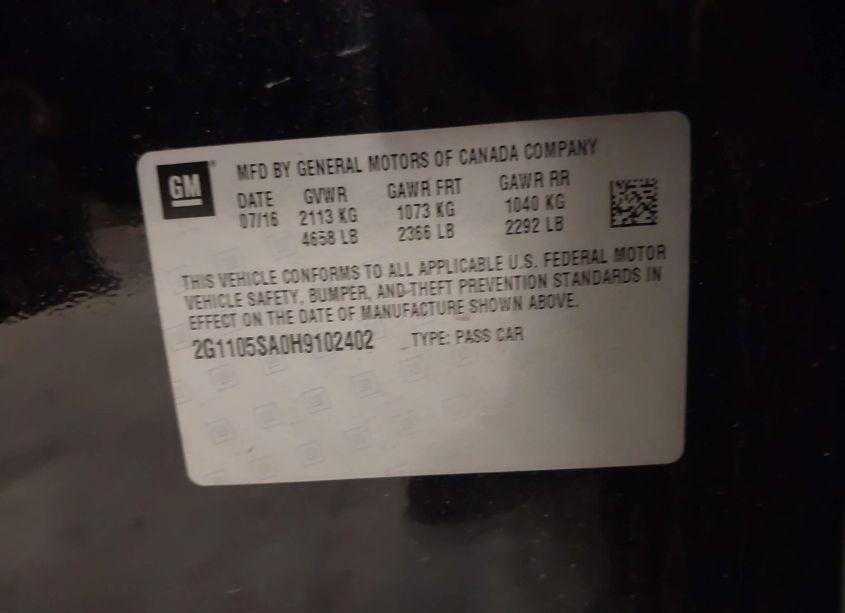 GM
MFD BY GENERAL MOTORS OF CANADA COMPANY
DATE GVWR GAWR FRT GAWR RR
07/16 2113 KG 1073 KG 1040 KG
4658 LB 2366 LB 2292 LB
THIS VEHICLE CONFORMS TO ALL APPLICABLE U.S. FEDERAL MOTOR
VEHICLE SAFETY, BUMPER, AND THEFT PREVENTION STANDARDS IN
EFFECT ON THE DATE OF MANUFACTURE SHOWN ABOVE.
2G1105SA0H9102402 TYPE: PASS CAR